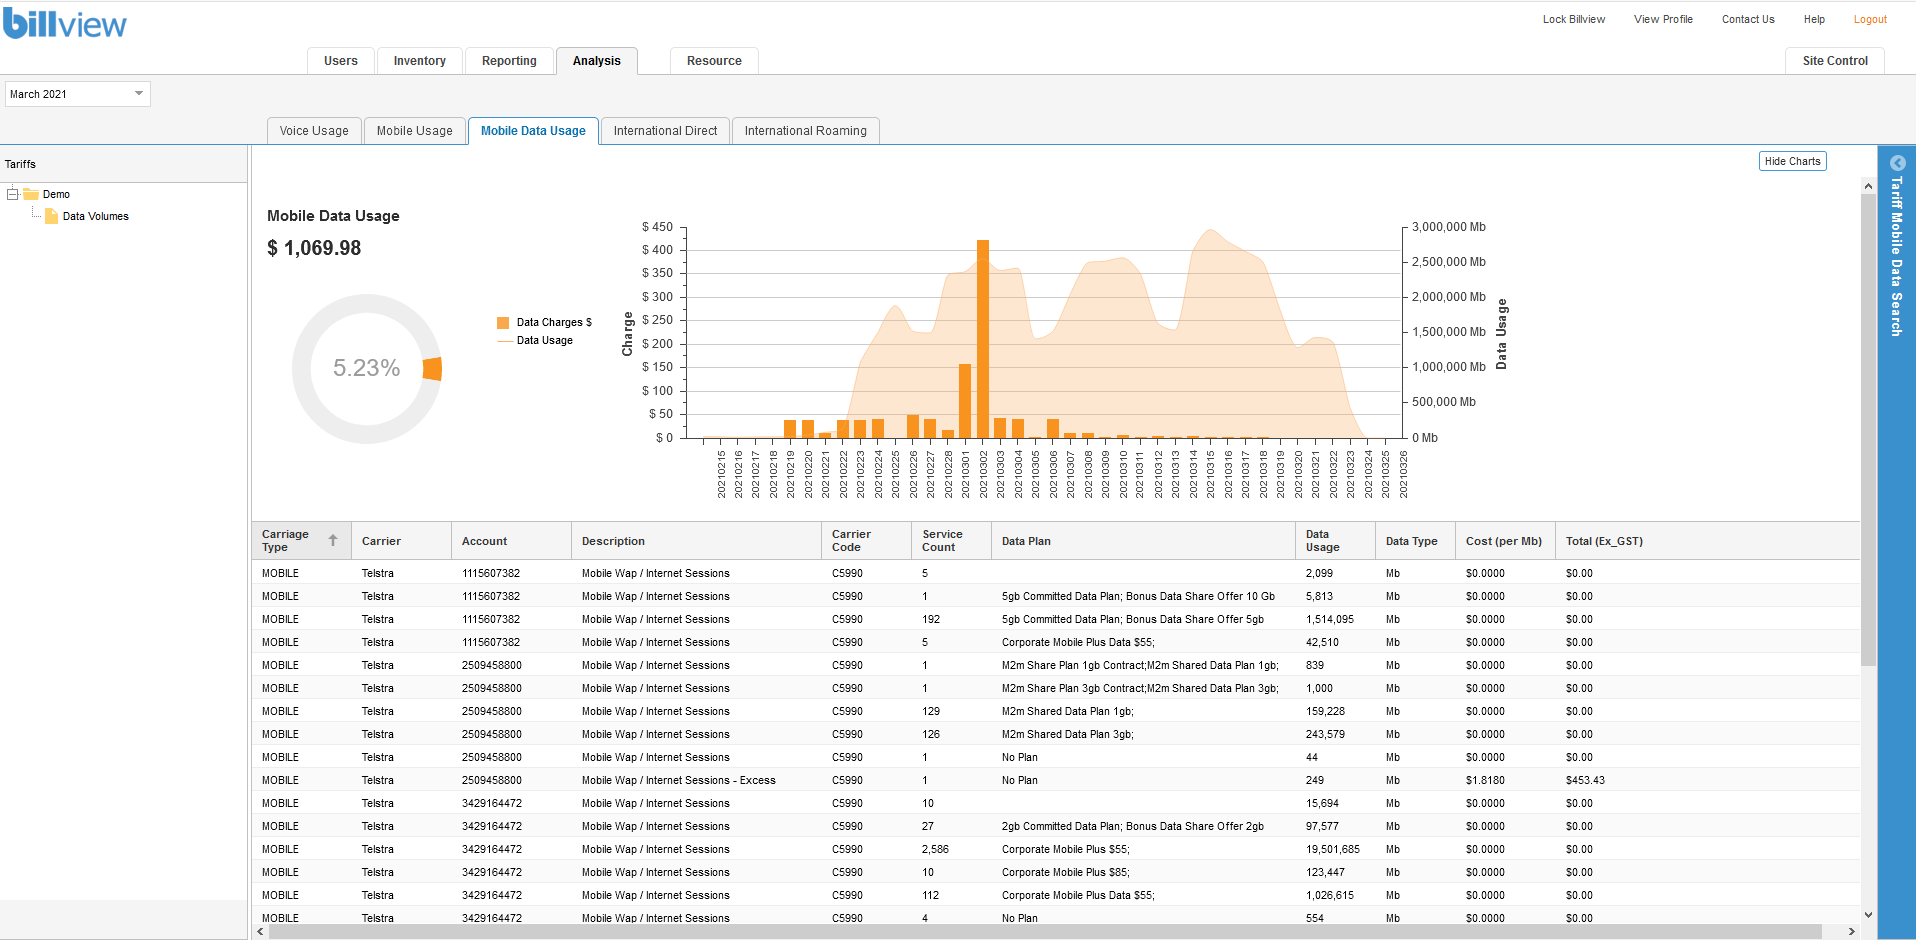 billview
Lock Billview View Profile Contact Us Help Logout
Users Inventory Reporting Analysis Resource Site Control
March 2021
Voice Usage Mobile Usage Mobile Data Usage International Direct International Roaming
Tariffs
Demo
Data Volumes
Hide Charts
Tariff Mobile Data Search
Mobile Data Usage
$ 1,069.98
5.23%
Data Charges $
Data Usage
Charge
$ 450
$ 400
$ 350
$ 300
$ 250
$ 200
$ 150
$ 100
$ 50
$ 0
3,000,000 Mb
2,500,000 Mb
2,000,000 Mb
1,500,000 Mb
1,000,000 Mb
500,000 Mb
0 Mb
Data Usage
20210215
20210216
20210217
20210218
20210219
20210220
20210221
20210222
20210223
20210224
20210225
20210226
20210227
20210228
20210301
20210302
20210303
20210304
20210305
20210306
20210307
20210308
20210309
20210310
20210311
20210312
20210313
20210314
20210315
20210316
20210317
20210318
20210319
20210320
20210321
20210322
20210323
20210324
20210325
20210326
Carriage Type Carrier Account Description Carrier Code Service Count Data Plan Data Usage Data Type Cost (per Mb) Total (Ex_GST)
MOBILE Telstra 1115607382 Mobile Wap / Internet Sessions C5990 5 2,099 Mb $0.0000 $0.00
MOBILE Telstra 1115607382 Mobile Wap / Internet Sessions C5990 1 5gb Committed Data Plan; Bonus Data Share Offer 10 Gb 5,813 Mb $0.0000 $0.00
MOBILE Telstra 1115607382 Mobile Wap / Internet Sessions C5990 192 5gb Committed Data Plan; Bonus Data Share Offer 5gb 1,514,095 Mb $0.0000 $0.00
MOBILE Telstra 1115607382 Mobile Wap / Internet Sessions C5990 5 Corporate Mobile Plus Data $55; 42,510 Mb $0.0000 $0.00
MOBILE Telstra 2509458800 Mobile Wap / Internet Sessions C5990 1 M2m Share Plan 1gb Contract;M2m Shared Data Plan 1gb; 839 Mb $0.0000 $0.00
MOBILE Telstra 2509458800 Mobile Wap / Internet Sessions C5990 1 M2m Share Plan 3gb Contract;M2m Shared Data Plan 3gb; 1,000 Mb $0.0000 $0.00
MOBILE Telstra 2509458800 Mobile Wap / Internet Sessions C5990 129 M2m Shared Data Plan 1gb; 159,228 Mb $0.0000 $0.00
MOBILE Telstra 2509458800 Mobile Wap / Internet Sessions C5990 126 M2m Shared Data Plan 3gb; 243,579 Mb $0.0000 $0.00
MOBILE Telstra 2509458800 Mobile Wap / Internet Sessions C5990 1 No Plan 44 Mb $0.0000 $0.00
MOBILE Telstra 2509458800 Mobile Wap / Internet Sessions - Excess C5990 1 No Plan 249 Mb $1.8180 $453.43
MOBILE Telstra 3429164472 Mobile Wap / Internet Sessions C5990 10 15,694 Mb $0.0000 $0.00
MOBILE Telstra 3429164472 Mobile Wap / Internet Sessions C5990 27 2gb Committed Data Plan; Bonus Data Share Offer 2gb 97,577 Mb $0.0000 $0.00
MOBILE Telstra 3429164472 Mobile Wap / Internet Sessions C5990 2,586 Corporate Mobile Plus $55; 19,501,685 Mb $0.0000 $0.00
MOBILE Telstra 3429164472 Mobile Wap / Internet Sessions C5990 10 Corporate Mobile Plus $85; 123,447 Mb $0.0000 $0.00
MOBILE Telstra 3429164472 Mobile Wap / Internet Sessions C5990 112 Corporate Mobile Plus Data $55; 1,026,615 Mb $0.0000 $0.00
MOBILE Telstra 3429164472 Mobile Wap / Internet Sessions C5990 4 No Plan 554 Mb $0.0000 $0.00